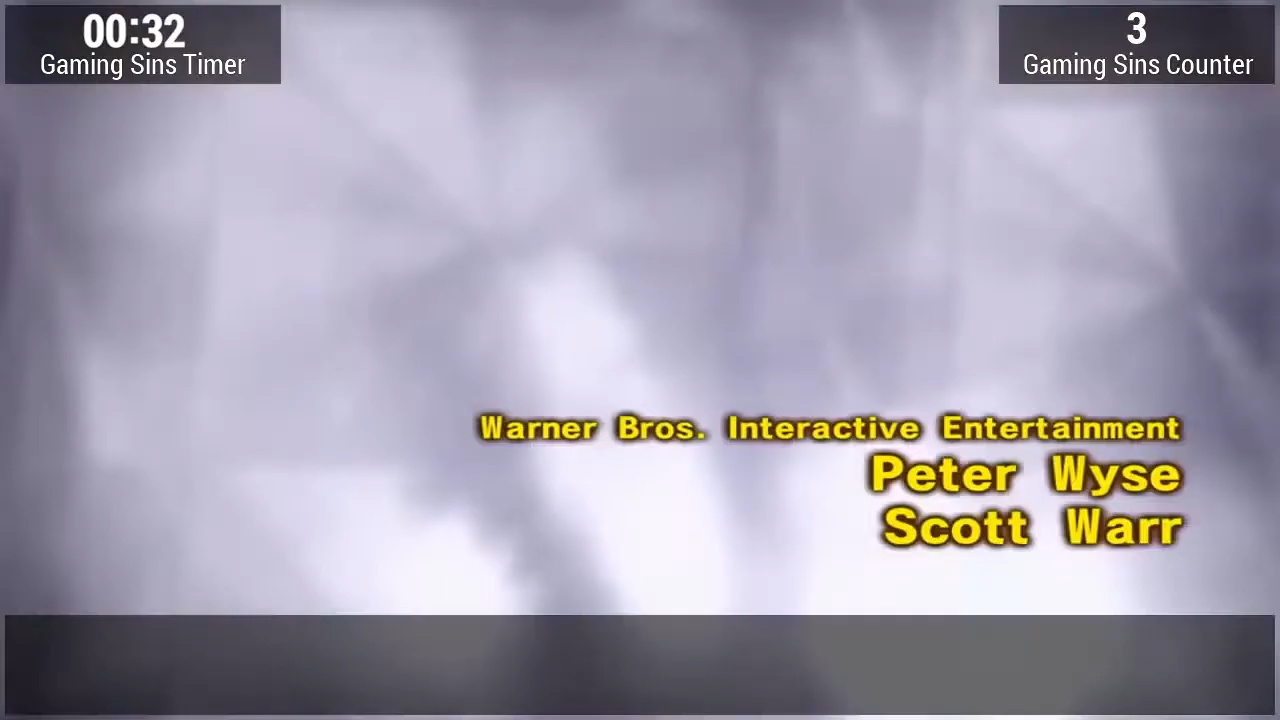 00:32
Gaming Sins Timer
3
Gaming Sins Counter
Warner Bros. Interactive Entertainment
Peter Wyse
Scott Warr